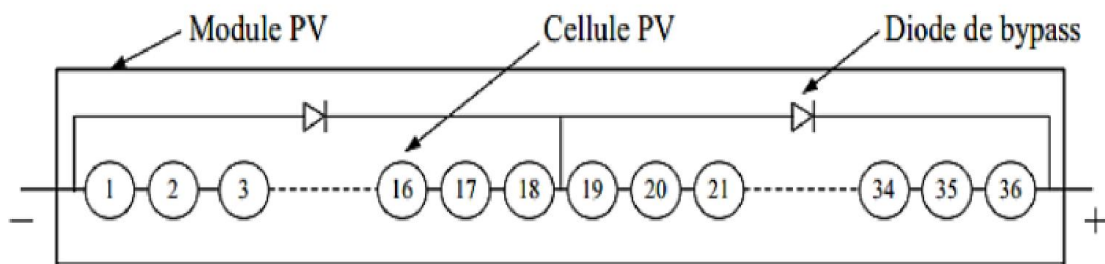 Module PV Cellule PV Diode de bypass
1 2 3 16 17 18 19 20 21 34 35 36
− +